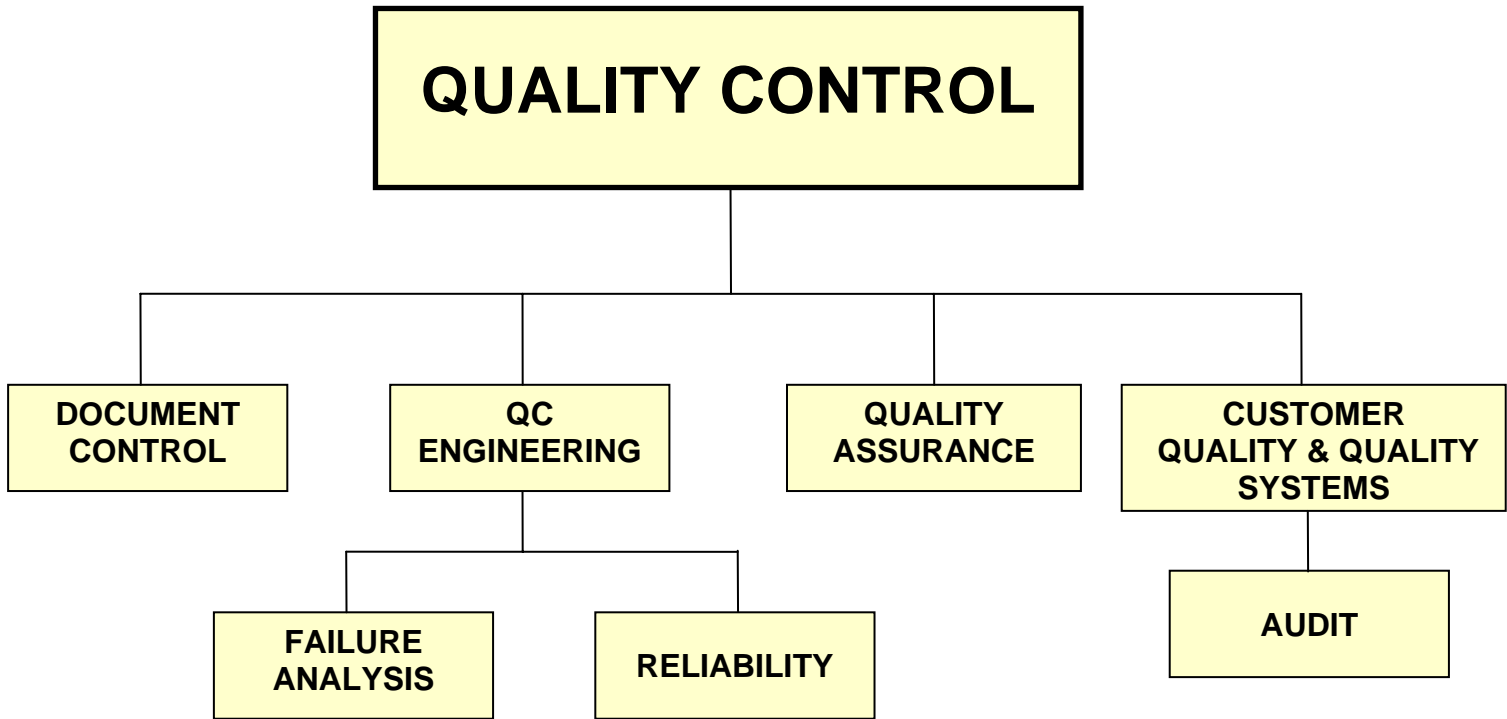 QUALITY CONTROL
DOCUMENT
CONTROL
QC
ENGINEERING
QUALITY
ASSURANCE
CUSTOMER
QUALITY & QUALITY
SYSTEMS
FAILURE
ANALYSIS
RELIABILITY
AUDIT